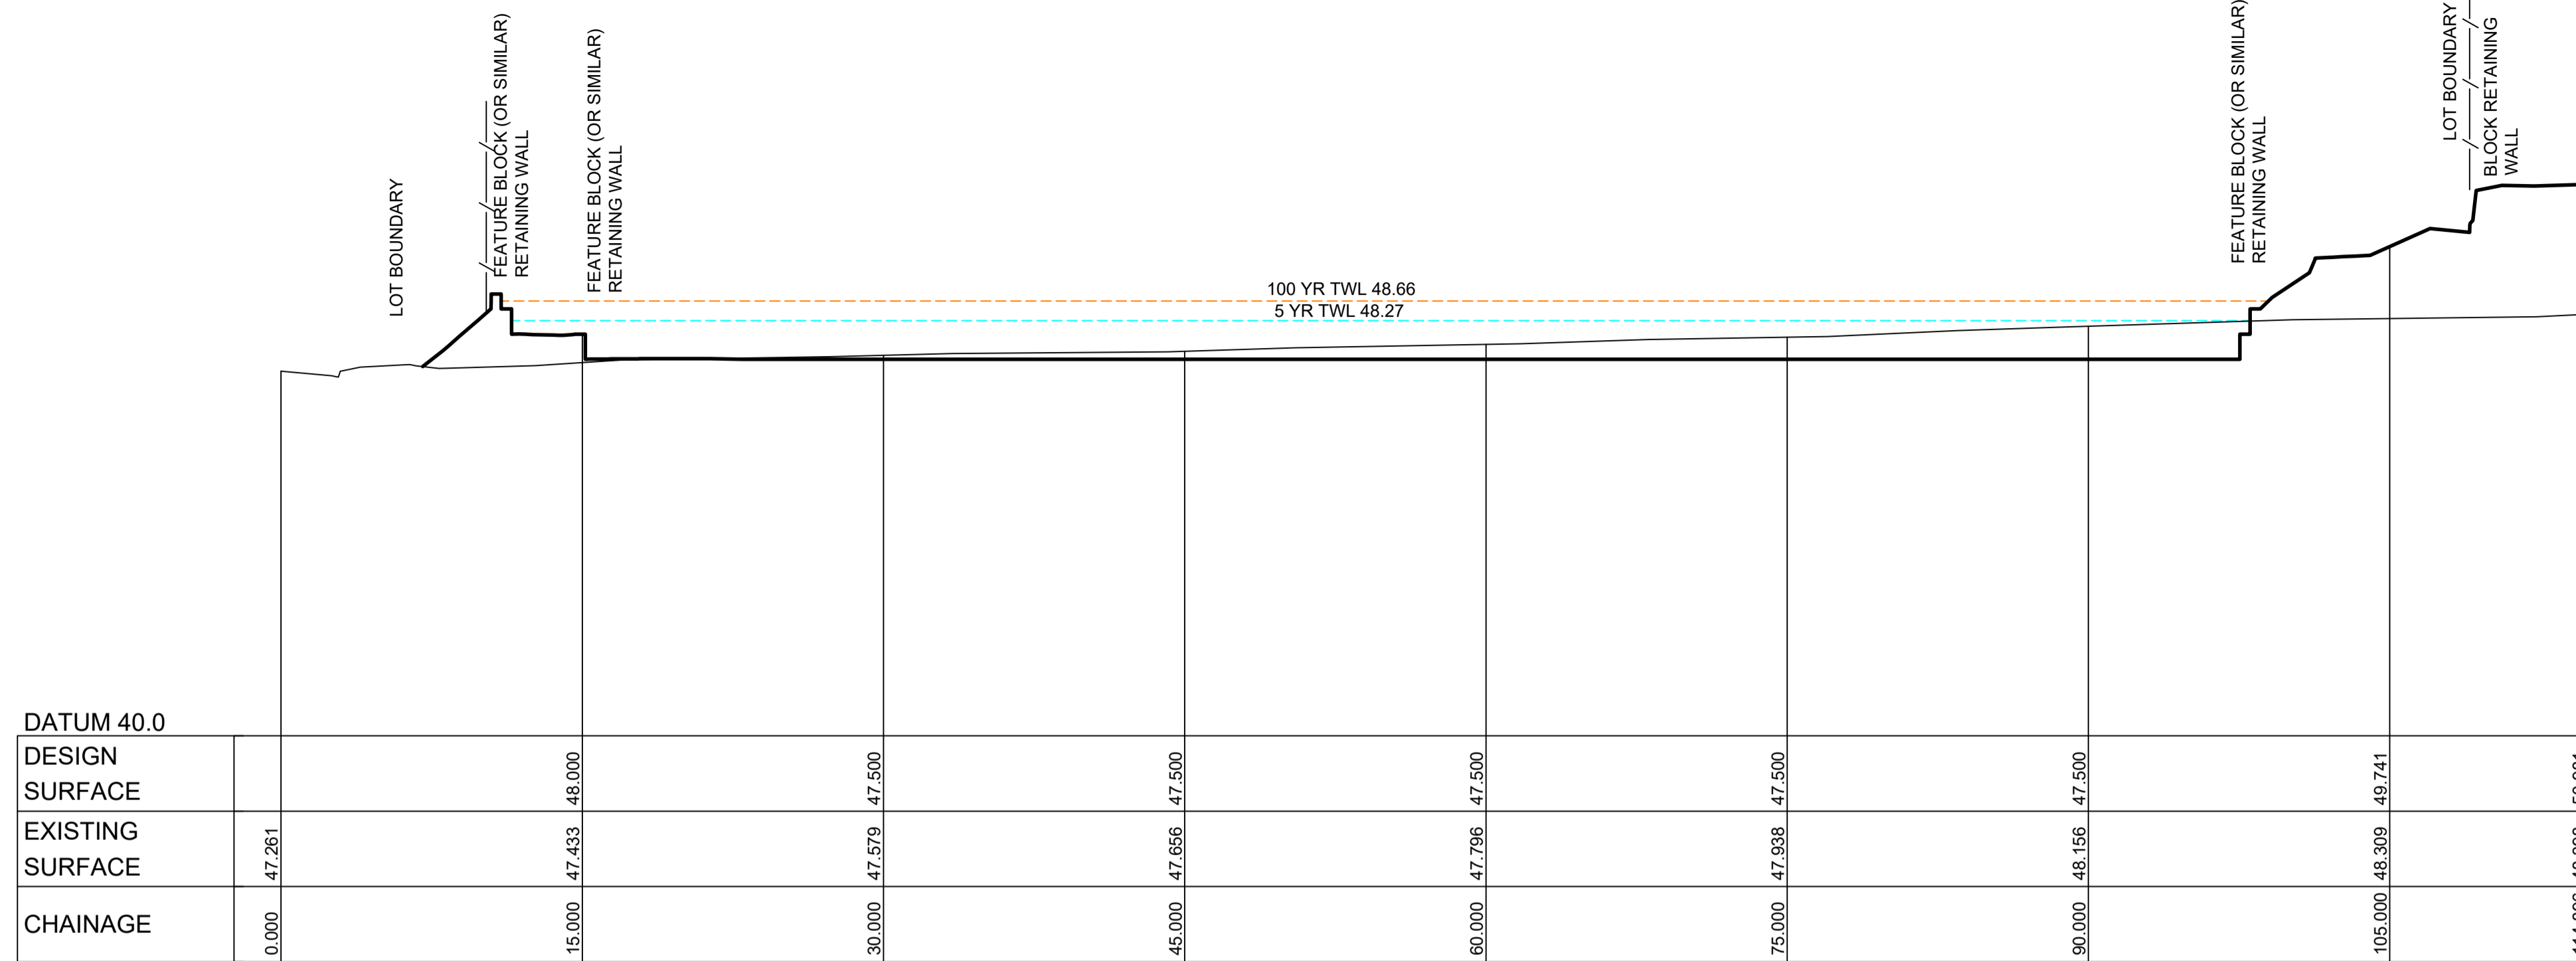 LOT BOUNDARY
FEATURE BLOCK (OR SIMILAR)
RETAINING WALL
FEATURE BLOCK (OR SIMILAR)
RETAINING WALL
100 YR TWL 48.66
5 YR TWL 48.27
FEATURE BLOCK (OR SIMILAR)
RETAINING WALL
LOT BOUNDARY
BLOCK RETAINING
WALL
DATUM 40.0
DESIGN
SURFACE
48.000 47.500 47.500 47.500 47.500 47.500 49.741
EXISTING
SURFACE
47.261 47.433 47.579 47.656 47.796 47.938 48.156 48.309
CHAINAGE
0.000 15.000 30.000 45.000 60.000 75.000 90.000 105.000